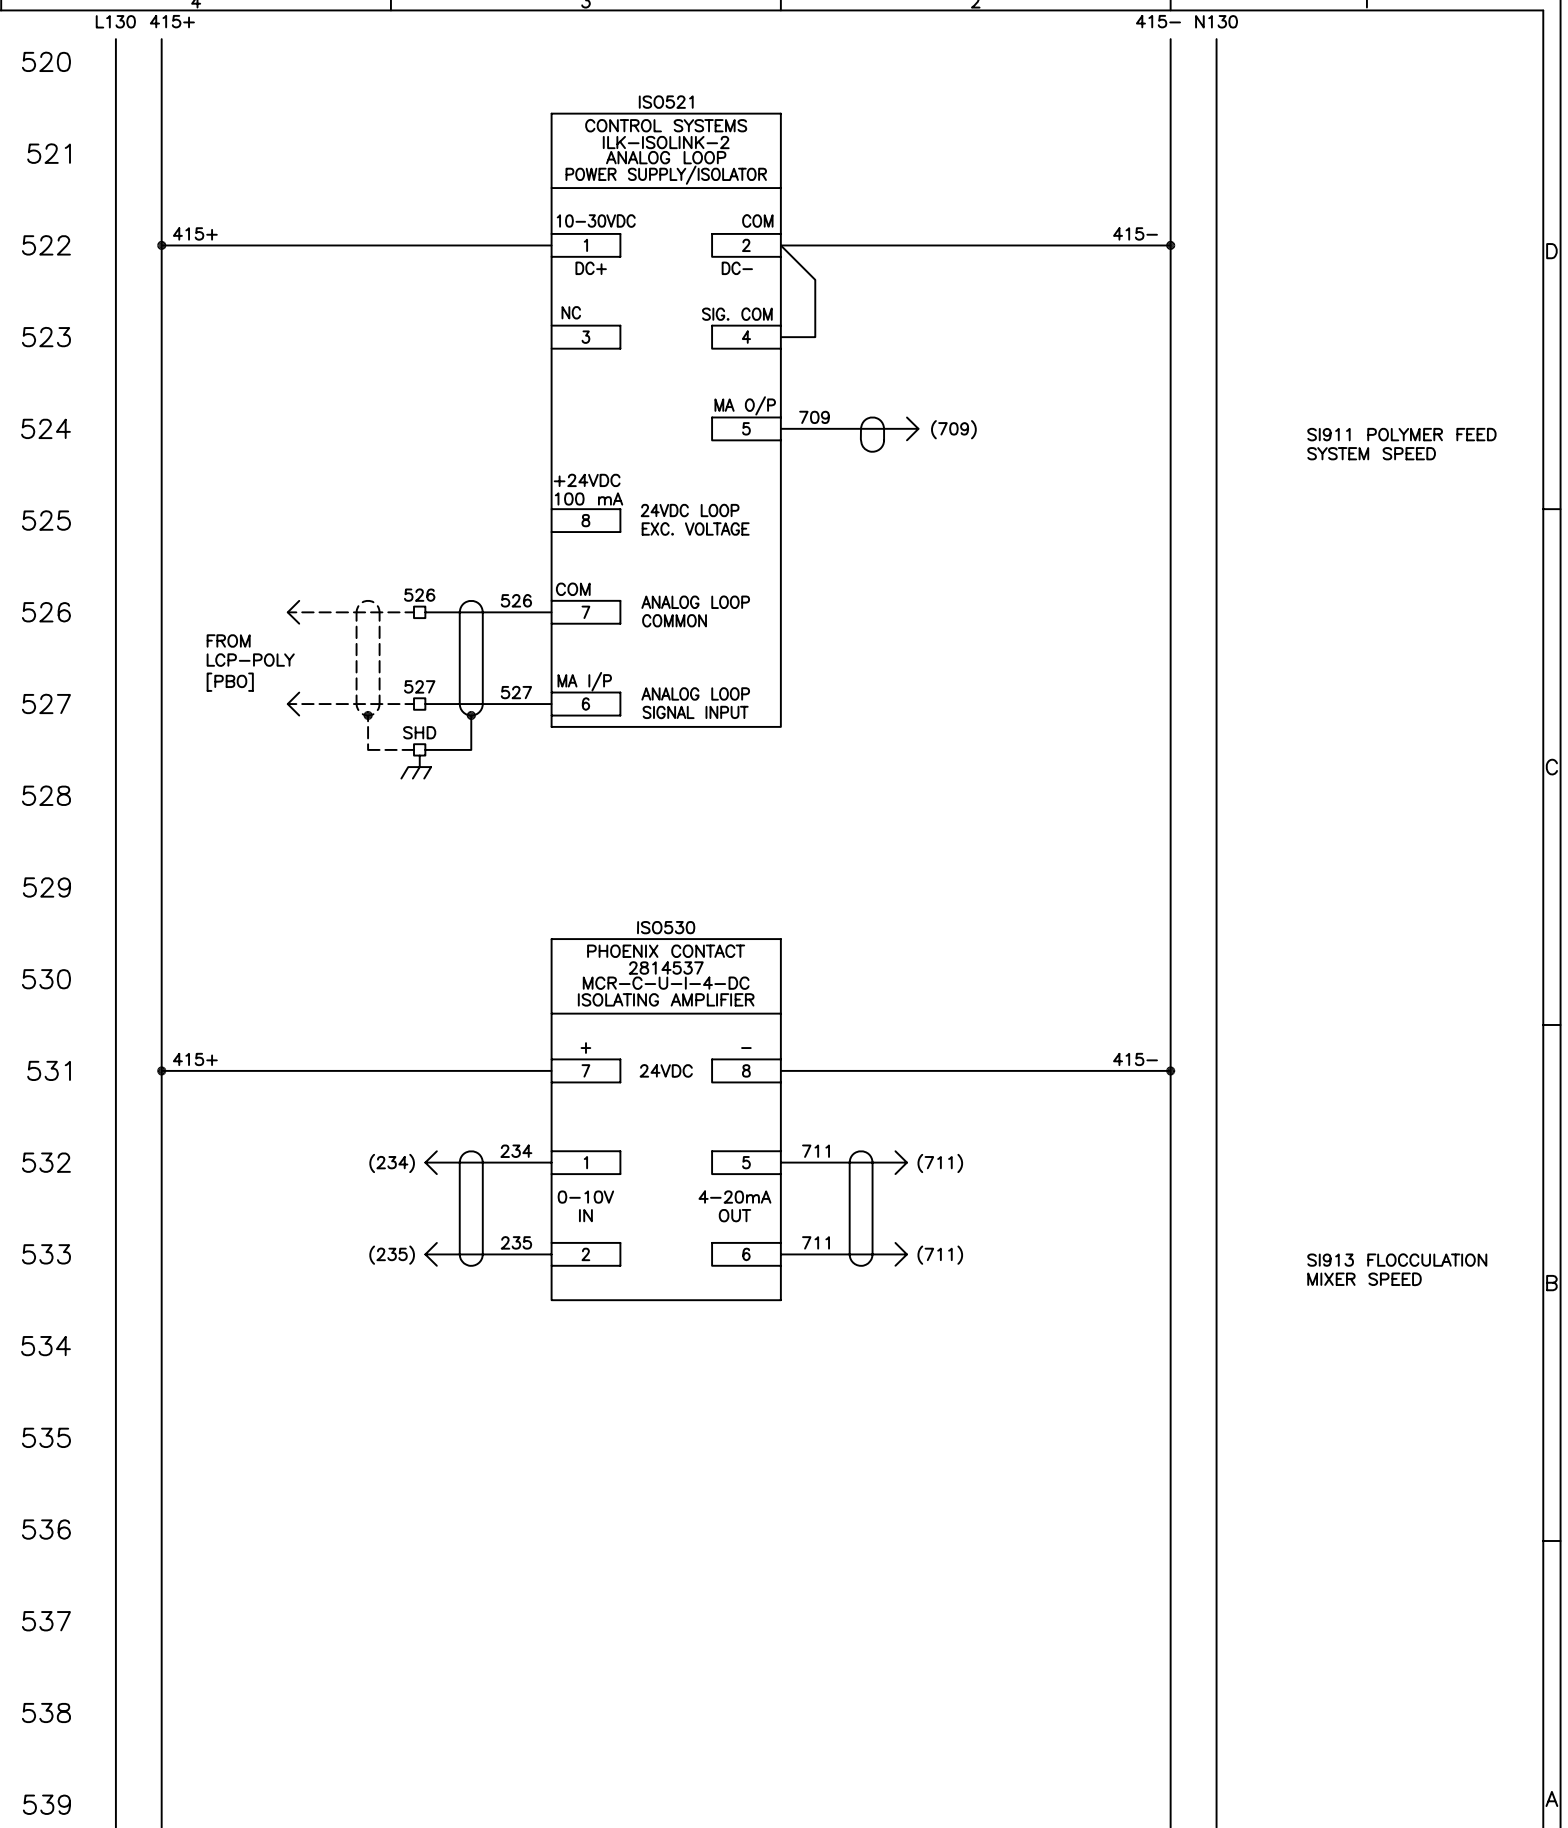 4 3 2
L130 415+ 415- N130
520
ISO521
521
CONTROL SYSTEMS
ILK-ISOLINK-2
ANALOG LOOP
POWER SUPPLY/ISOLATOR
10-30VDC COM
522 415+ 1 2 415- D
DC+ DC-
NC SIG. COM
523 3 4
MA O/P
524 5 709 (709)
SI911 POLYMER FEED
SYSTEM SPEED
+24VDC
100 mA
525 8
24VDC LOOP
EXC. VOLTAGE
COM
526 526 526 7
ANALOG LOOP
COMMON
FROM
LCP-POLY
[PBO]
MA I/P
527 527 527 6
ANALOG LOOP
SIGNAL INPUT
SHD
C
528
529
ISO530
530
PHOENIX CONTACT
2814537
MCR-C-U-I-4-DC
ISOLATING AMPLIFIER
+ -
531 415+ 7 24VDC 8 415-
532 (234) 234 1 5 711 (711)
0-10V
IN
4-20mA
OUT
533 (235) 235 2 6 711 (711)
SI913 FLOCCULATION
MIXER SPEED
B
534
535
536
537
538
539 A